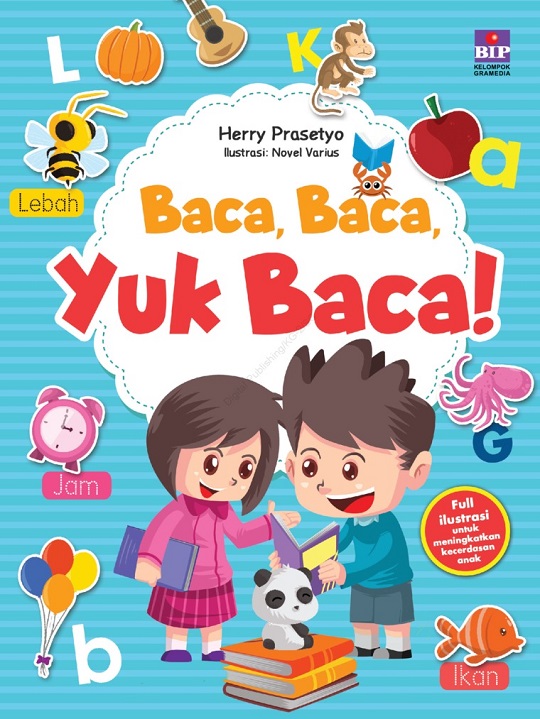 L
K
BIP
KELOMPOK
GRAMEDIA
Herry Prasetyo
Ilustrasi: Novel Varius
a
Lebah
Baca, Baca,
Yuk Baca!
G
Jam
Full
ilustrasi
untuk
meningkatkan
kecerdasan
anak
b
Ikan